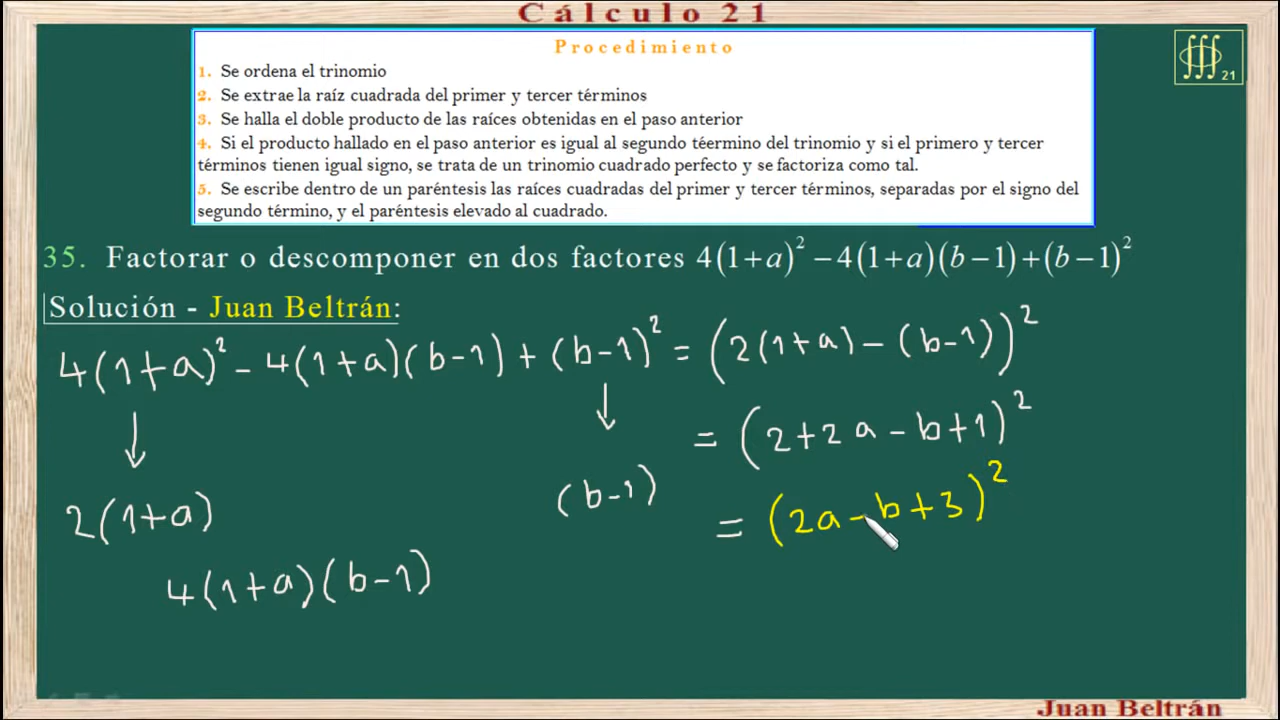 Cálculo 21
Procedimiento
1. Se ordena el trinomio
2. Se extrae la raíz cuadrada del primer y tercer términos
3. Se halla el doble producto de las raíces obtenidas en el paso anterior
4. Si el producto hallado en el paso anterior es igual al segundo téermino del trinomio y si el primero y tercer
términos tienen igual signo, se trata de un trinomio cuadrado perfecto y se factoriza como tal.
5. Se escribe dentro de un paréntesis las raíces cuadradas del primer y tercer términos, separadas por el signo del
segundo término, y el paréntesis elevado al cuadrado.
∫∫∫ 21
35. Factorar o descomponer en dos factores 4(1+a)² −4(1+a)(b−1)+(b−1)²
Solución - Juan Beltrán:
4(1+a)² - 4(1+a)(b-1) + (b-1)² = (2(1+a) - (b-1))²
↓ ↓
= (2+2a-b+1)²
2(1+a) (b-1)
= (2a-b+3)²
4(1+a)(b-1)
Juan Beltrán